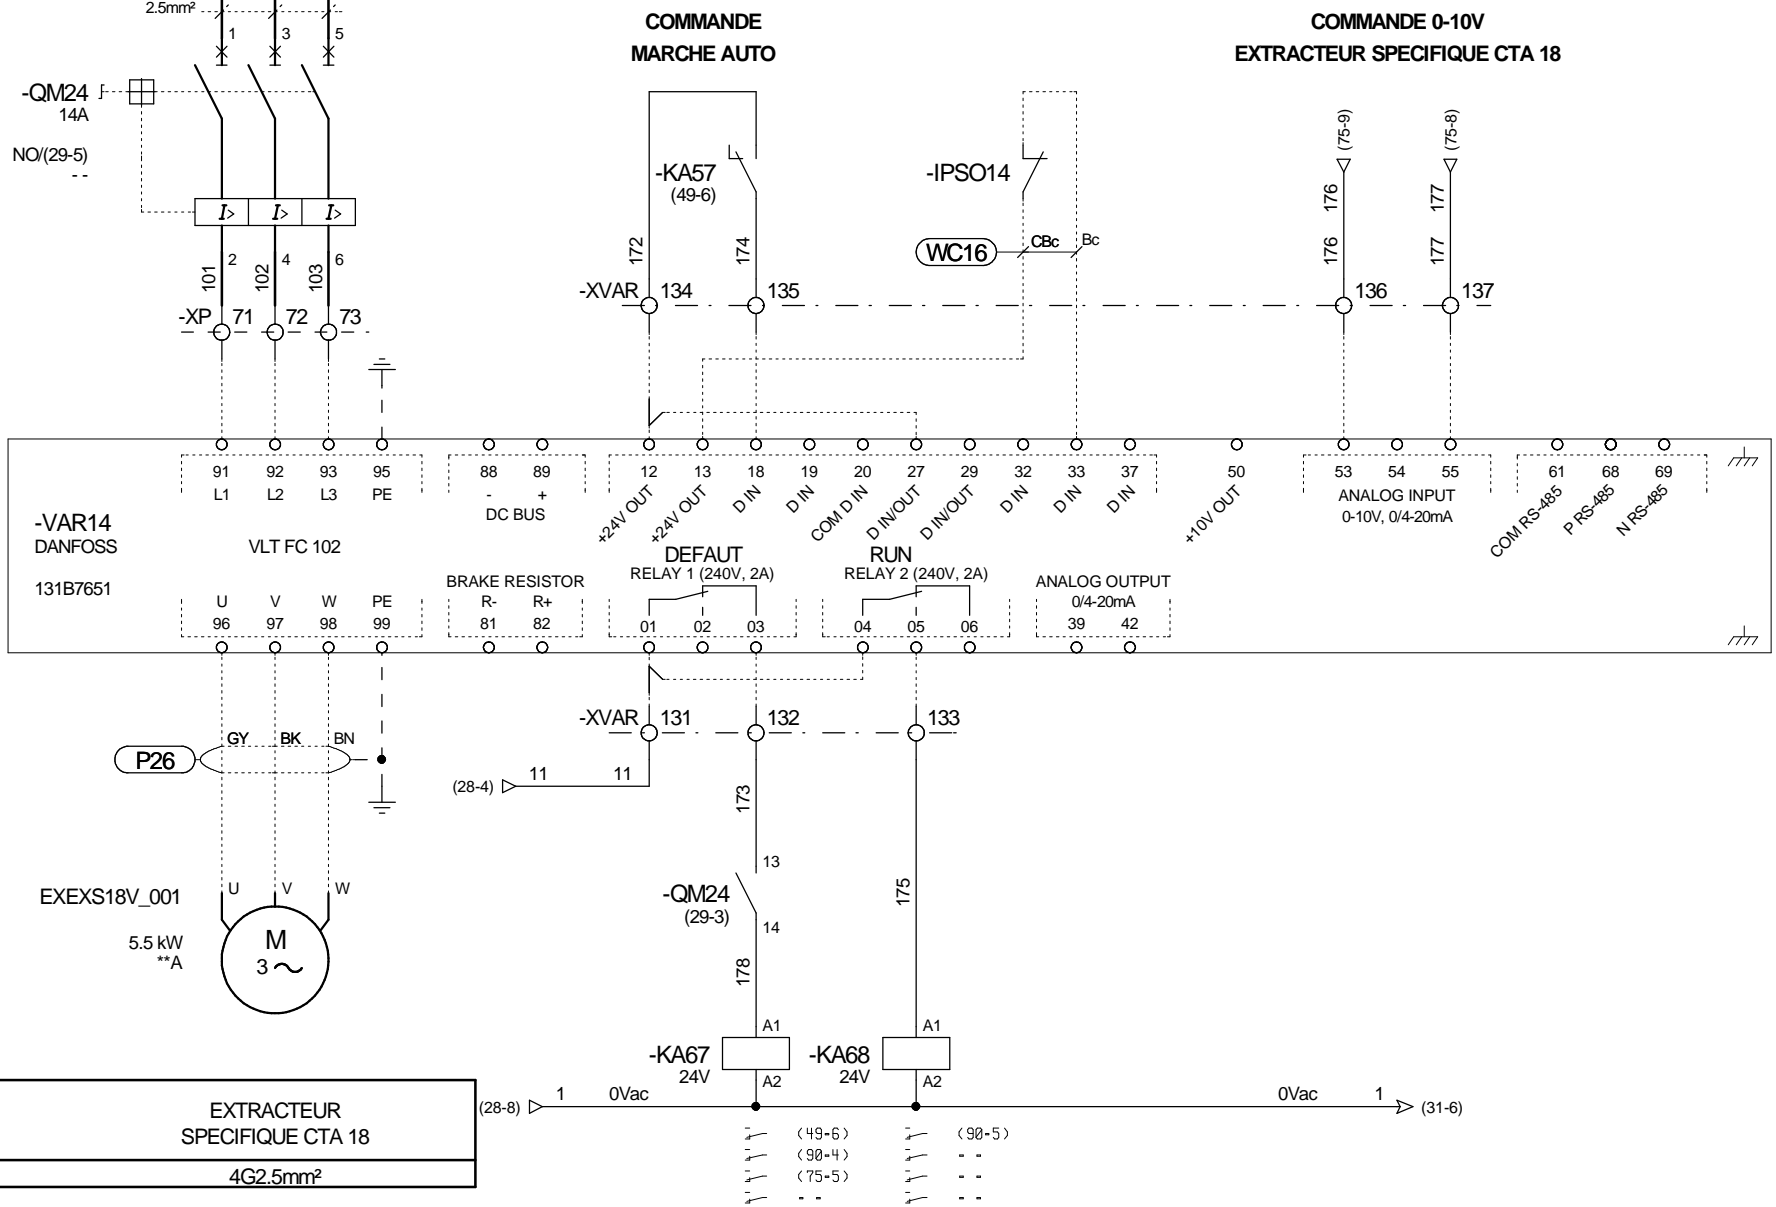 2.5mm²
1 3 5
-QM24
14A
NO/(29-5)
- -
I> I> I>
2 4 6
101 102 103
-XP 71 72 73
COMMANDE
MARCHE AUTO
-KA57
(49-6)
172 174
-XVAR 134 135 136 137
-IPSO14
WC16 CBc Bc
COMMANDE 0-10V
EXTRACTEUR SPECIFIQUE CTA 18
(75-9) (75-8)
176 177
176 177
91 92 93 95 88 89 12 13 18 19 20 27 29 32 33 37 50 53 54 55 61 68 69
L1 L2 L3 PE - +
DC BUS
+24V OUT +24V OUT D IN D IN COM D IN D IN/OUT D IN/OUT D IN D IN D IN +10V OUT
ANALOG INPUT
0-10V, 0/4-20mA
COM RS-485 P RS-485 N RS-485
-VAR14
DANFOSS
131B7651
VLT FC 102
DEFAUT
RELAY 1 (240V, 2A)
RUN
RELAY 2 (240V, 2A)
BRAKE RESISTOR
R- R+
81 82
ANALOG OUTPUT
0/4-20mA
39 42
U V W PE
96 97 98 99
01 02 03 04 05 06
-XVAR 131 132 133
P26 GY BK BN
(28-4) 11 11
173
175
13
-QM24
(29-3)
14
178
EXEXS18V_001
U V W
5.5 kW
**A
M
3
A1 A1
-KA67
24V
-KA68
24V
A2 A2
(28-8) 1 0Vac 0Vac 1 (31-6)
(49-6) (90-5)
(90-4) - -
(75-5) - -
- - - -
EXTRACTEUR
SPECIFIQUE CTA 18
4G2.5mm²